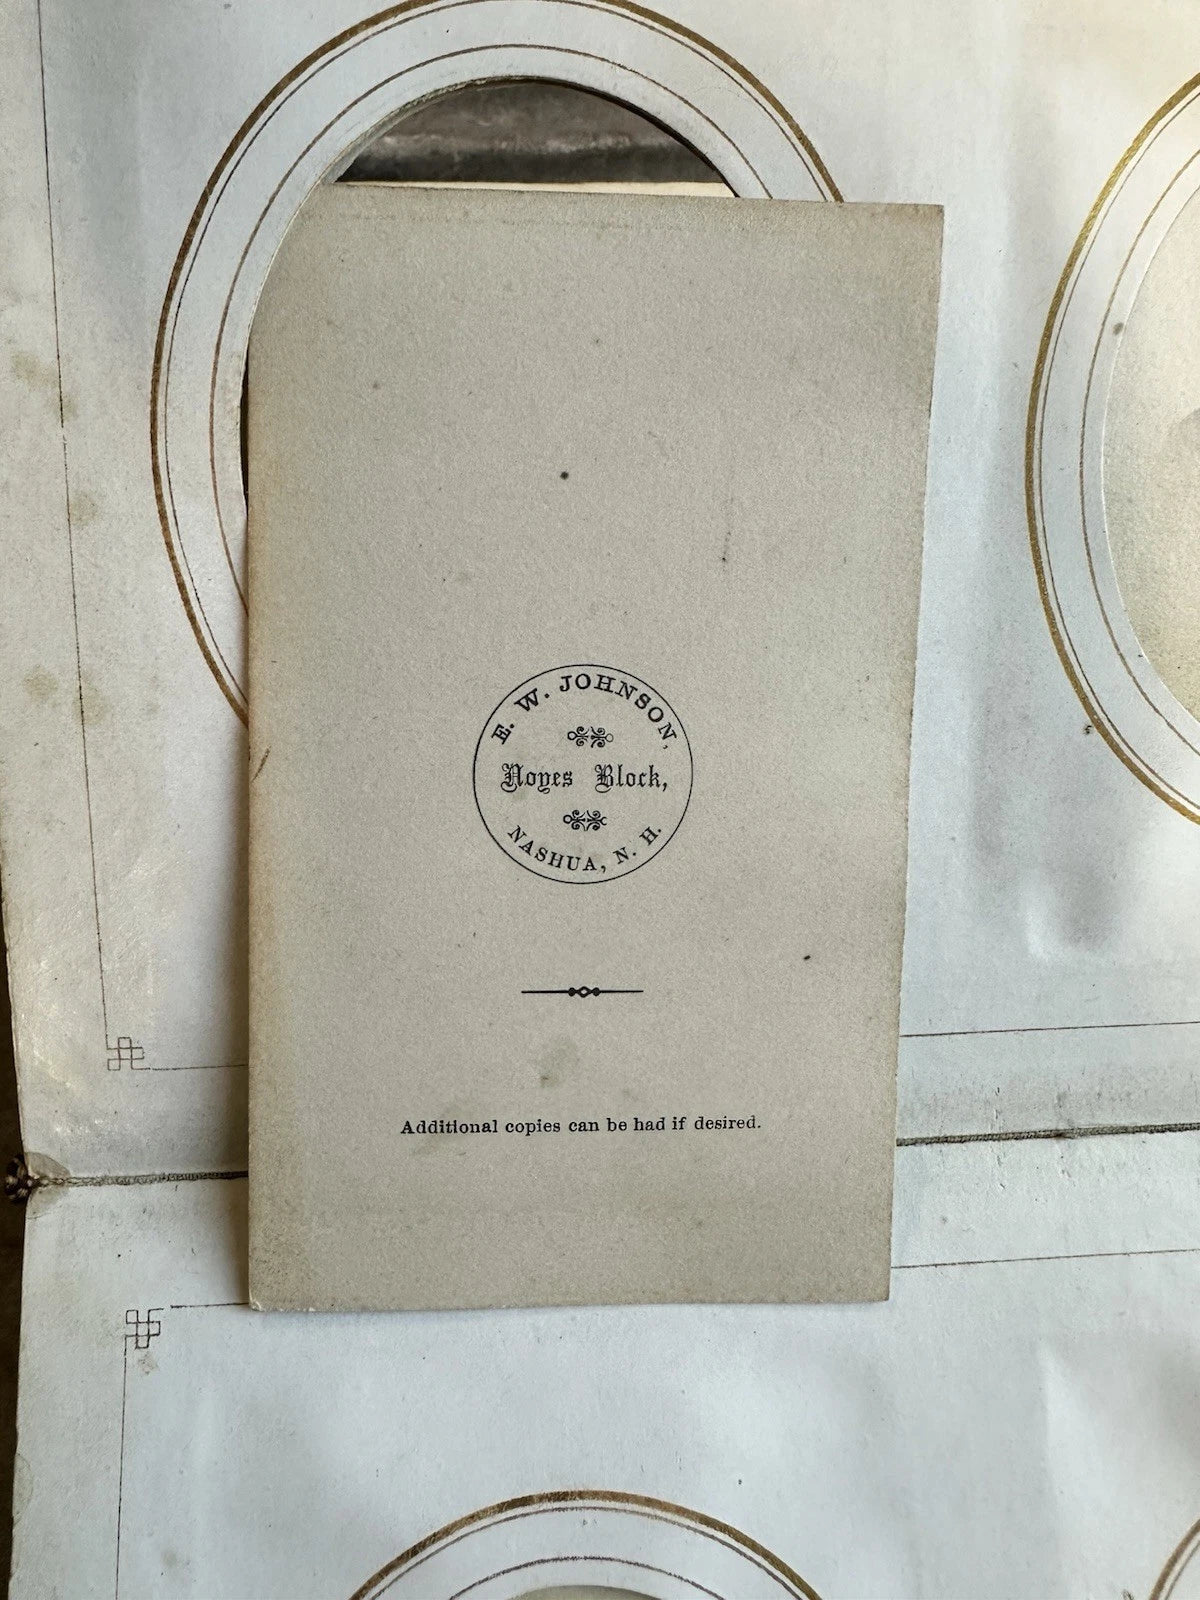 E. W. JOHNSON,
Noyes Block,
NASHUA, N. H.
Additional copies can be had if desired.